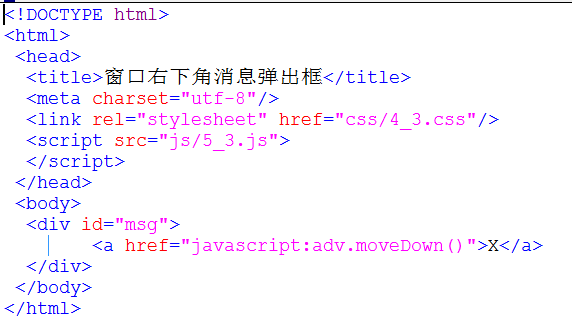 <!DOCTYPE html>
<html>
<head>
<title>窗口右下角消息弹出框</title>
<meta charset="utf-8"/>
<link rel="stylesheet" href="css/4_3.css"/>
<script src="js/5_3.js">
</script>
</head>
<body>
<div id="msg">
<a href="javascript:adv.moveDown()">X</a>
</div>
</body>
</html>